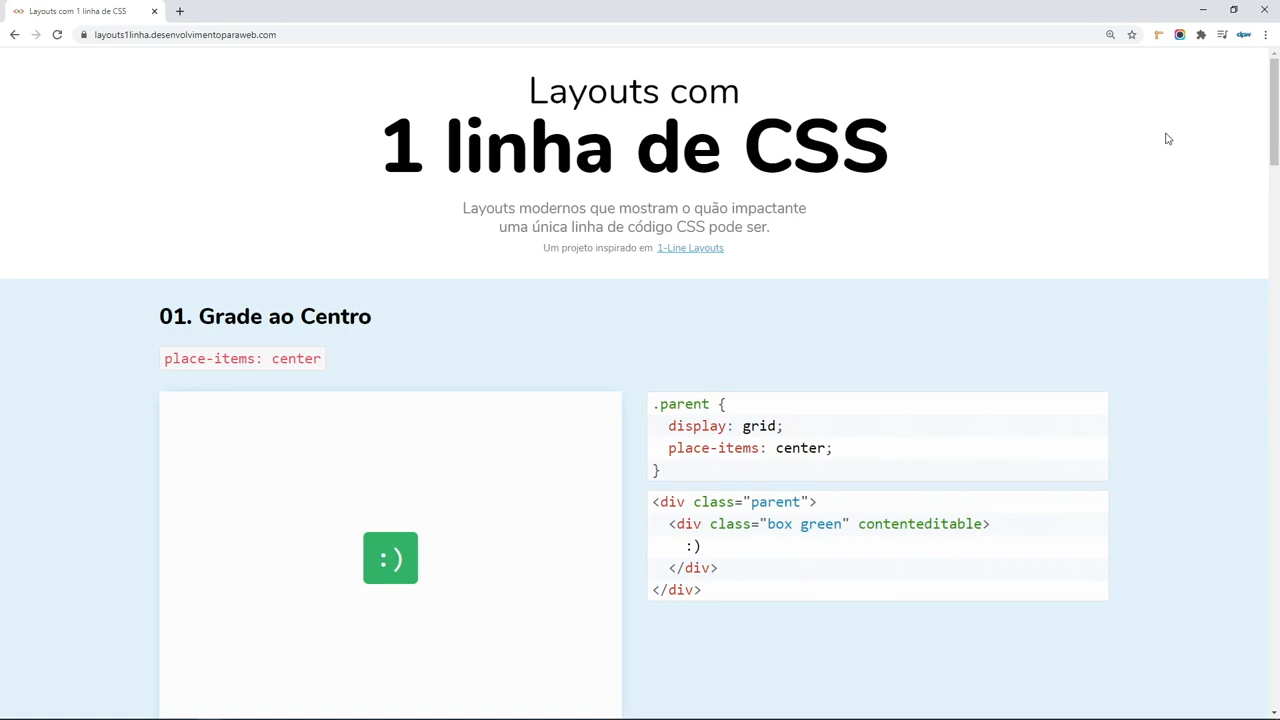 Layouts com 1 linha de CSS
layouts1linha.desenvolvimentoparaweb.com
dpw
Layouts com
1 linha de CSS
Layouts modernos que mostram o quão impactante
uma única linha de código CSS pode ser.
Um projeto inspirado em 1-Line Layouts
01. Grade ao Centro
place-items: center
:)
.parent {
display: grid;
place-items: center;
}
<div class="parent">
<div class="box green" contenteditable>
:)
</div>
</div>